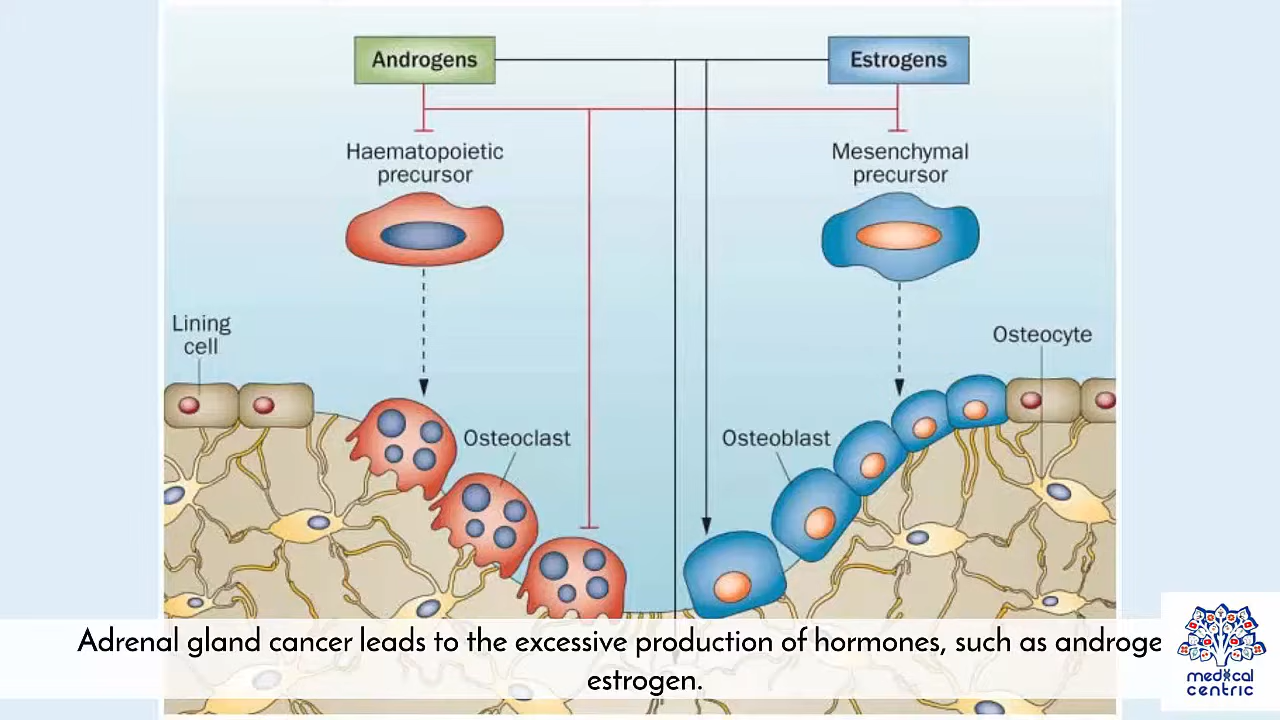 Androgens
Estrogens
Haematopoietic
precursor
Mesenchymal
precursor
Lining
cell
Osteocyte
Osteoclast
Osteoblast
Adrenal gland cancer leads to the excessive production of hormones, such as androge
estrogen.
medical
centric